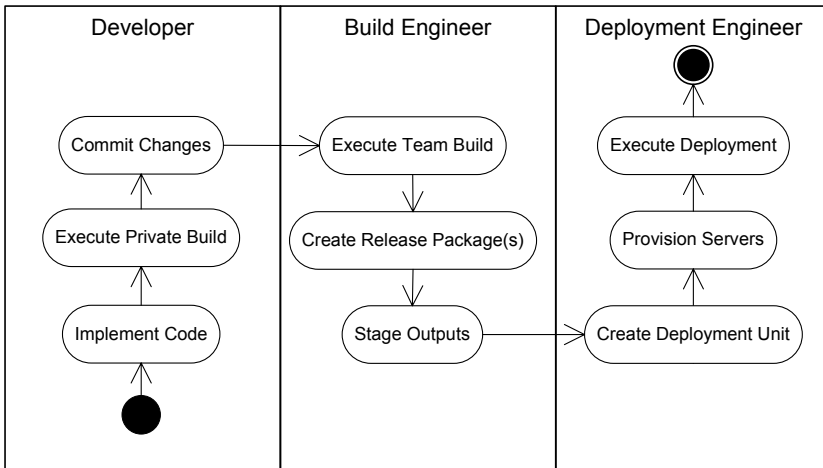 Developer
Build Engineer
Deployment Engineer
Commit Changes
Execute Team Build
Execute Deployment
Execute Private Build
Create Release Package(s)
Provision Servers
Implement Code
Stage Outputs
Create Deployment Unit